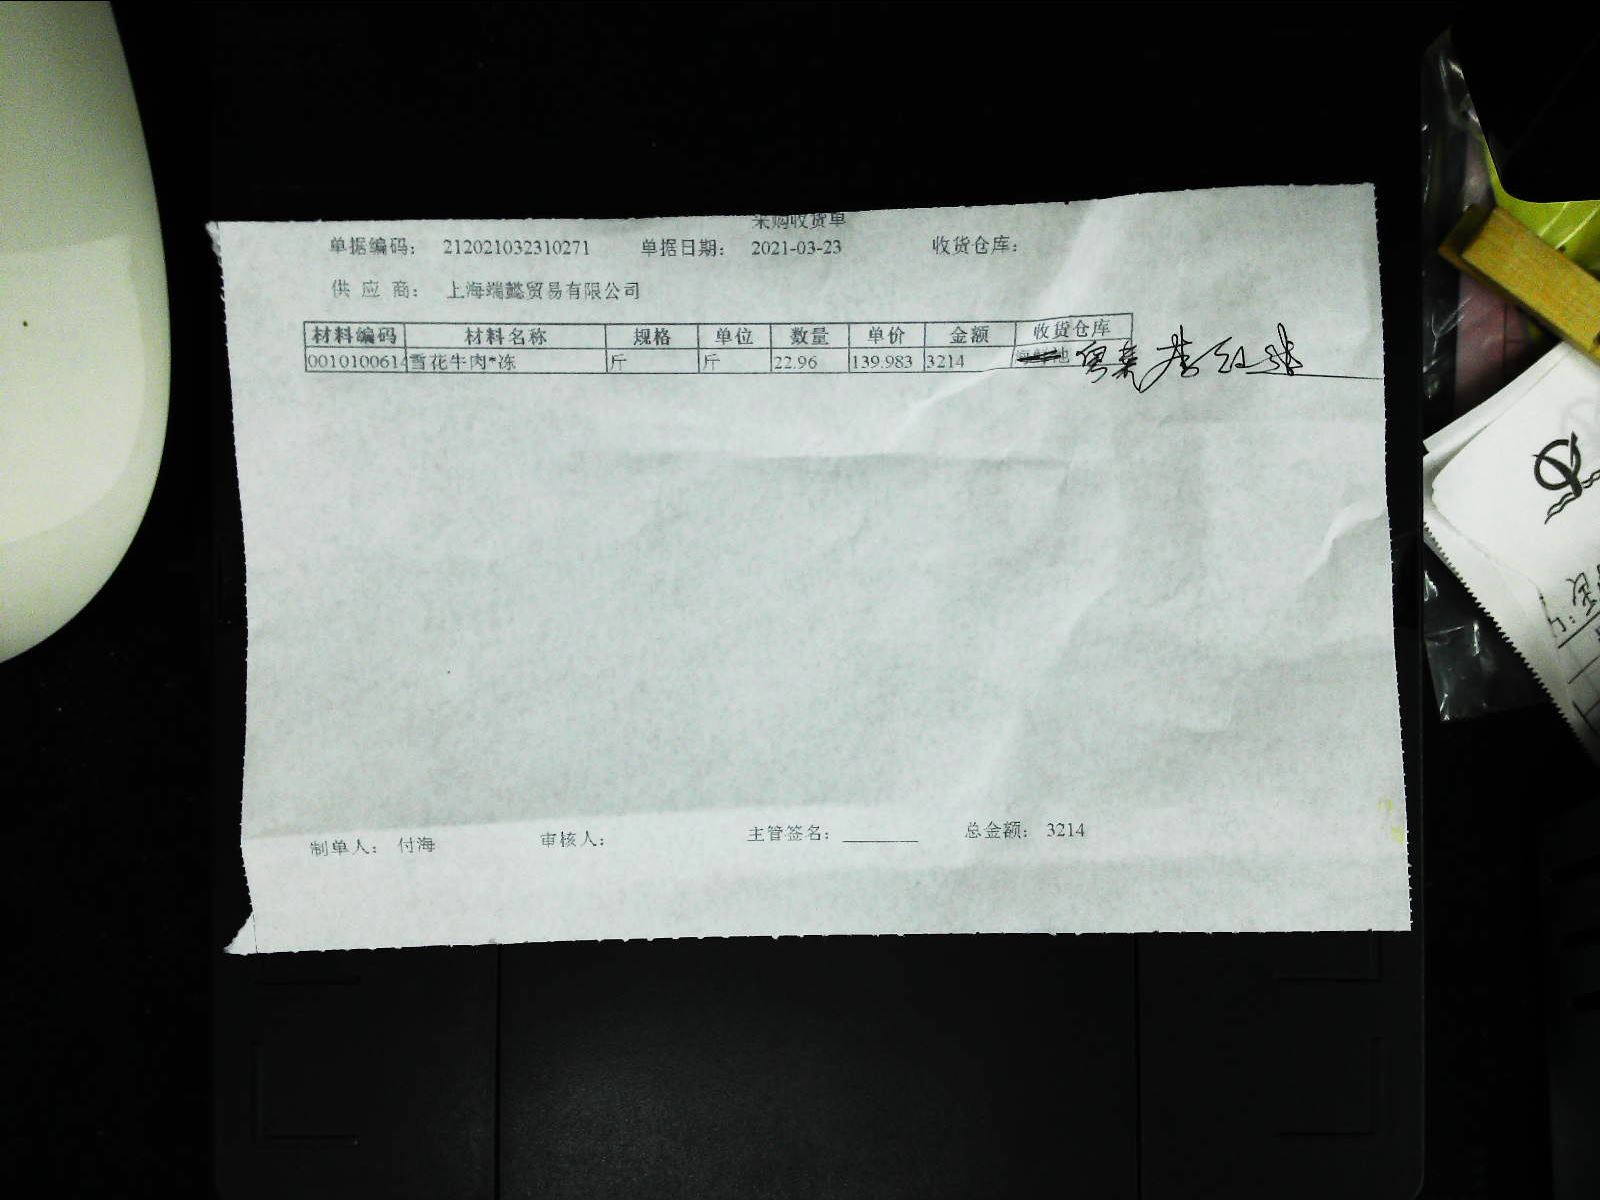 采购收货单
单据编码： 212021032310271 单据日期： 2021-03-23 收货仓库：
供 应 商： 上海端懿贸易有限公司
材料编码 材料名称 规格 单位 数量 单价 金额 收货仓库
0010100614 雪花牛肉*冻 斤 斤 22.96 139.983 3214 粤菜
制单人： 付海 审核人： 主管签名： 总金额： 3214